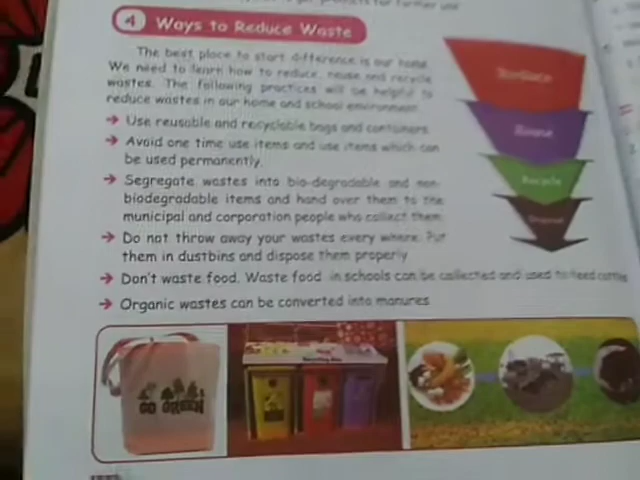 4 Ways to Reduce Waste
The best place to start difference is our home.
We need to learn how to reduce, reuse and recycle
wastes. The following practices will be helpful to
reduce wastes in our home and school environment.
Reduce
Reuse
Recycle
Dispose
➔ Use reusable and recyclable bags and containers.
➔ Avoid one time use items and use items which can
be used permanently.
➔ Segregate wastes into bio-degradable and non-
biodegradable items and hand over them to the
municipal and corporation people who collect them.
➔ Do not throw away your wastes every where. Put
them in dustbins and dispose them properly
➔ Don't waste food. Waste food in schools can be collected and used to feed cattle
➔ Organic wastes can be converted into manures
GO GREEN